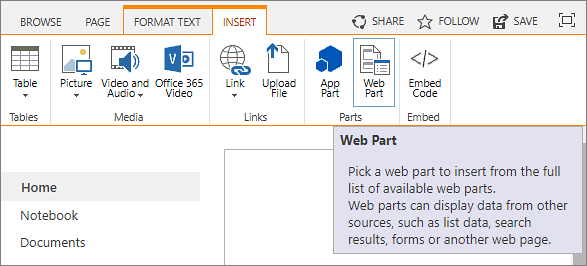 BROWSE PAGE FORMAT TEXT INSERT SHARE FOLLOW SAVE
Table Picture Video and Audio Office 365 Video Link Upload File App Part Web Part Embed Code
Tables Media Links Parts Embed
Web Part
Pick a web part to insert from the full
list of available web parts.
Web parts can display data from other
sources, such as list data, search
results, forms or another web page.
Home
Notebook
Documents